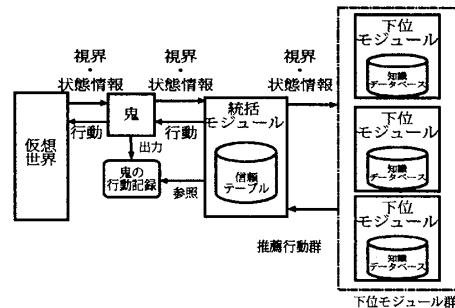 視界
・
状態情報
視界
・
状態情報
視界
・
状態情報
仮想
世界
鬼
行動
行動
出力
鬼の
行動記録
参照
統括
モジュール
信頼
テーブル
推薦行動群
下位
モジュール
知識
データベース
下位
モジュール
知識
データベース
下位
モジュール
知識
データベース
下位モジュール群